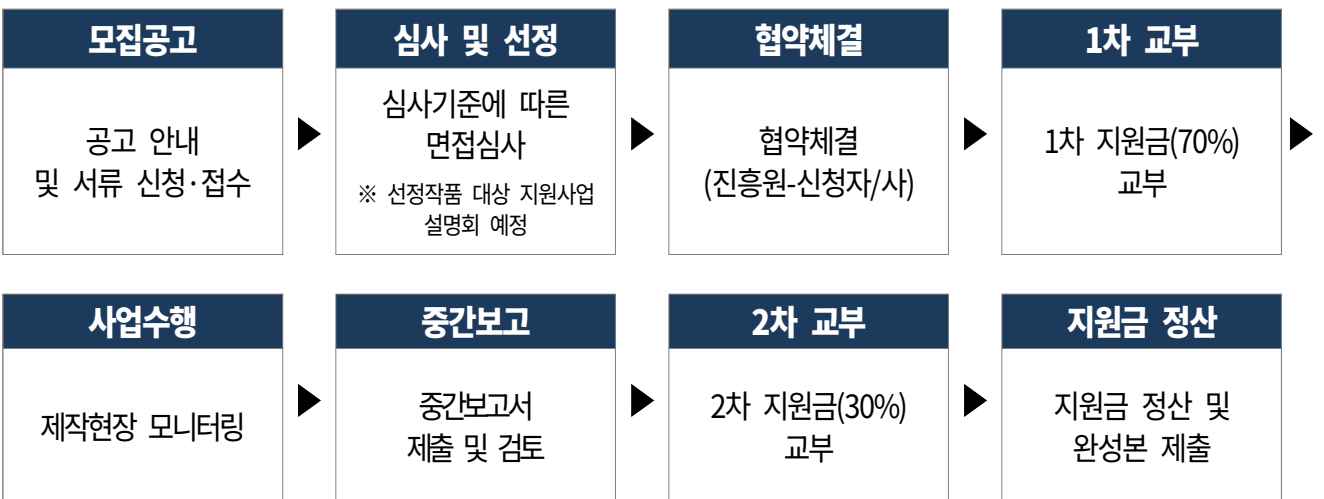 모집공고
공고 안내
및 서류 신청·접수
심사 및 선정
심사기준에 따른
면접심사
※ 선정작품 대상 지원사업
설명회 예정
협약체결
협약체결
(진흥원-신청자/사)
1차 교부
1차 지원금(70%)
교부
사업수행
제작현장 모니터링
중간보고
중간보고서
제출 및 검토
2차 교부
2차 지원금(30%)
교부
지원금 정산
지원금 정산 및
완성본 제출